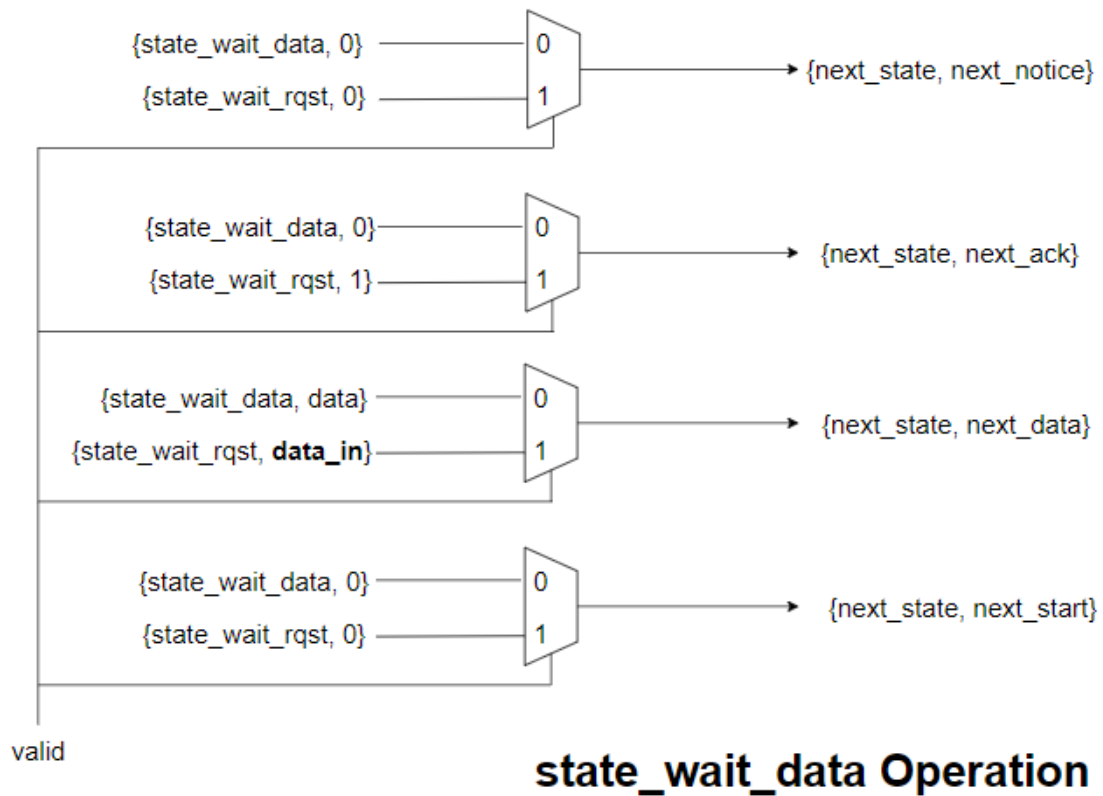 {state_wait_data, 0}
0
{state_wait_rqst, 0}
1
{next_state, next_notice}
{state_wait_data, 0}
0
{state_wait_rqst, 1}
1
{next_state, next_ack}
{state_wait_data, data}
0
{state_wait_rqst, data_in}
1
{next_state, next_data}
{state_wait_data, 0}
0
{state_wait_rqst, 0}
1
{next_state, next_start}
valid
state_wait_data Operation